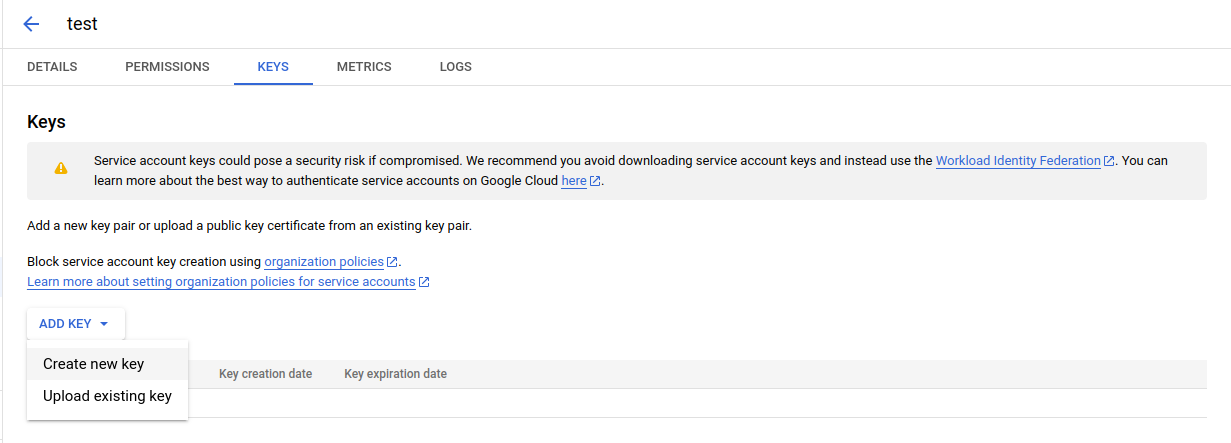 test
DETAILS PERMISSIONS KEYS METRICS LOGS
Keys
Service account keys could pose a security risk if compromised. We recommend you avoid downloading service account keys and instead use the Workload Identity Federation. You can
learn more about the best way to authenticate service accounts on Google Cloud here.
Add a new key pair or upload a public key certificate from an existing key pair.
Block service account key creation using organization policies.
Learn more about setting organization policies for service accounts
ADD KEY
Create new key
Upload existing key
Key creation date Key expiration date